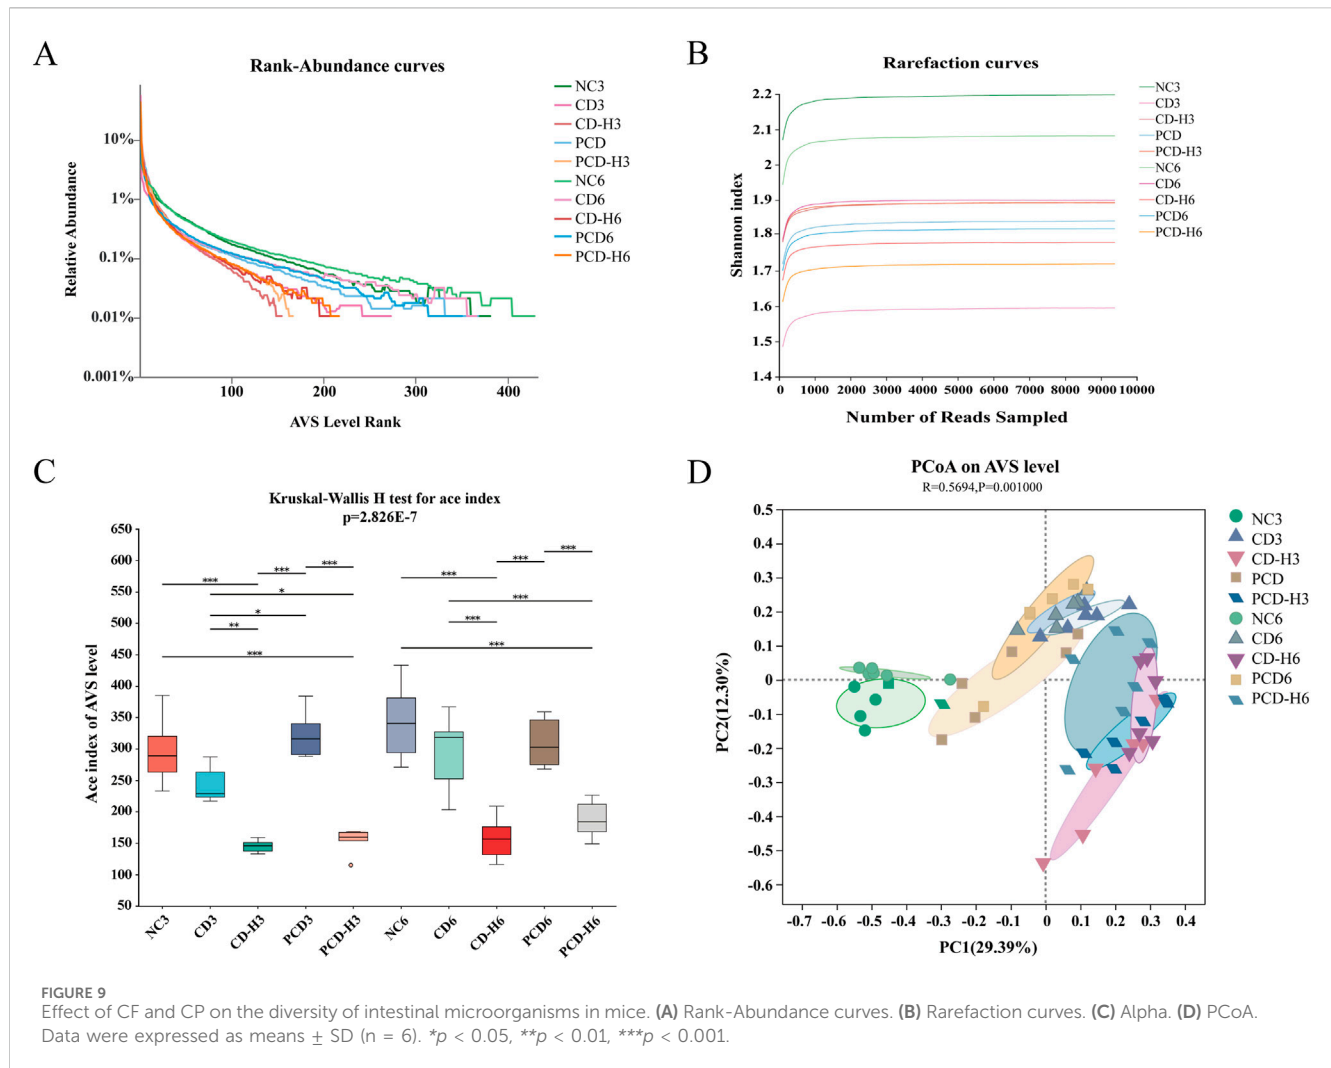 A
Rank-Abundance curves
Relative Abundance
10%
1%
0.1%
0.01%
0.001%
100
200
300
400
AVS Level Rank
NC3
CD3
CD-H3
PCD
PCD-H3
NC6
CD6
CD-H6
PCD6
PCD-H6
B
Rarefaction curves
Shannon index
2.2
2.1
2
1.9
1.8
1.7
1.6
1.5
1.4
0 1000 2000 3000 4000 5000 6000 7000 8000 9000 10000
Number of Reads Sampled
NC3
CD3
CD-H3
PCD
PCD-H3
NC6
CD6
CD-H6
PCD6
PCD-H6
C
Kruskal-Wallis H test for ace index
p=2.826E-7
Ace index of AVS level
650
600
550
500
450
400
350
300
250
200
150
100
50
***
***
***
*
*
**
***
***
***
***
***
***
***
NC3 CD3 CD-H3 PCD3 PCD-H3 NC6 CD6 CD-H6 PCD6 PCD-H6
D
PCoA on AVS level
R=0.5694,P=0.001000
PC2(12.30%)
0.5
0.4
0.3
0.2
0.1
0
-0.1
-0.2
-0.3
-0.4
-0.5
-0.6
-0.7 -0.6 -0.5 -0.4 -0.3 -0.2 -0.1 0 0.1 0.2 0.3 0.4
PC1(29.39%)
NC3
CD3
CD-H3
PCD
PCD-H3
NC6
CD6
CD-H6
PCD6
PCD-H6
FIGURE 9
Effect of CF and CP on the diversity of intestinal microorganisms in mice. (A) Rank-Abundance curves. (B) Rarefaction curves. (C) Alpha. (D) PCoA.
Data were expressed as means ± SD (n = 6). *p < 0.05, **p < 0.01, ***p < 0.001.